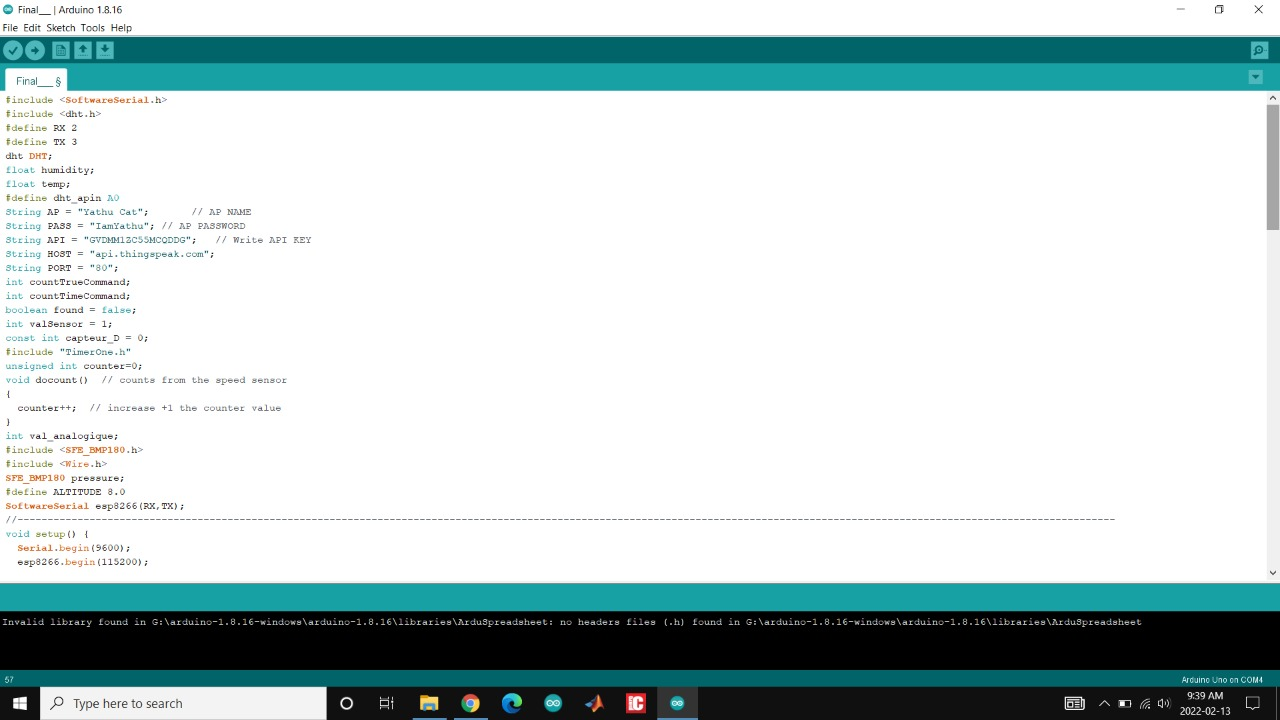 Final___ | Arduino 1.8.16
File Edit Sketch Tools Help
Final___ §
#include <SoftwareSerial.h>
#include <dht.h>
#define RX 2
#define TX 3
dht DHT;
float humidity;
float temp;
#define dht_apin A0
String AP = "Yathu Cat";       // AP NAME
String PASS = "IamYathu"; // AP PASSWORD
String API = "GVDMM1ZC55MCQDDG";   // Write API KEY
String HOST = "api.thingspeak.com";
String PORT = "80";
int countTrueCommand;
int countTimeCommand;
boolean found = false;
int valSensor = 1;
const int capteur_D = 0;
#include "TimerOne.h"
unsigned int counter=0;
void docount()  // counts from the speed sensor
{
  counter++;  // increase +1 the counter value
}
int val_analogique;
#include <SFE_BMP180.h>
#include <Wire.h>
SFE_BMP180 pressure;
#define ALTITUDE 8.0
SoftwareSerial esp8266(RX,TX);
//----------------------------------------------------------------------------------------------------------------------------------------------------------------------------------------
void setup() {
  Serial.begin(9600);
  esp8266.begin(115200);
Invalid library found in G:\arduino-1.8.16-windows\arduino-1.8.16\libraries\ArduSpreadsheet: no headers files (.h) found in G:\arduino-1.8.16-windows\arduino-1.8.16\libraries\ArduSpreadsheet
57
Arduino Uno on COM4
Type here to search
iC
9:39 AM
2022-02-13